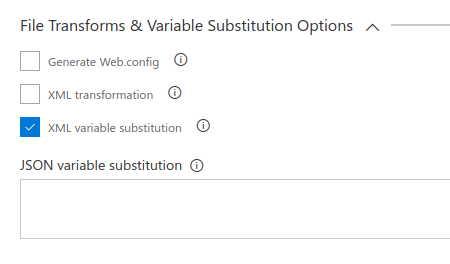 File Transforms & Variable Substitution Options
Generate Web.config
XML transformation
XML variable substitution
JSON variable substitution